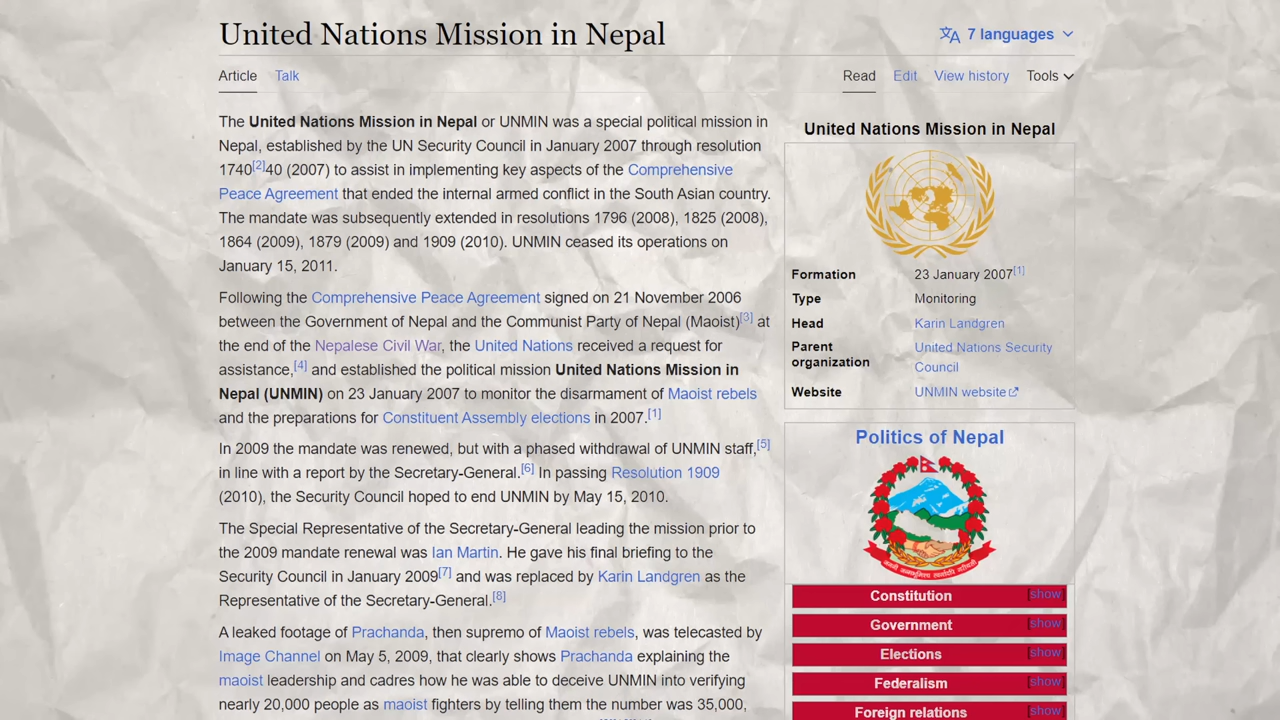 United Nations Mission in Nepal
7 languages
Article Talk
Read Edit View history Tools
The United Nations Mission in Nepal or UNMIN was a special political mission in
Nepal, established by the UN Security Council in January 2007 through resolution
1740[2]40 (2007) to assist in implementing key aspects of the Comprehensive
Peace Agreement that ended the internal armed conflict in the South Asian country.
The mandate was subsequently extended in resolutions 1796 (2008), 1825 (2008),
1864 (2009), 1879 (2009) and 1909 (2010). UNMIN ceased its operations on
January 15, 2011.
Following the Comprehensive Peace Agreement signed on 21 November 2006
between the Government of Nepal and the Communist Party of Nepal (Maoist)[3] at
the end of the Nepalese Civil War, the United Nations received a request for
assistance,[4] and established the political mission United Nations Mission in
Nepal (UNMIN) on 23 January 2007 to monitor the disarmament of Maoist rebels
and the preparations for Constituent Assembly elections in 2007.[1]
In 2009 the mandate was renewed, but with a phased withdrawal of UNMIN staff,[5]
in line with a report by the Secretary-General.[6] In passing Resolution 1909
(2010), the Security Council hoped to end UNMIN by May 15, 2010.
The Special Representative of the Secretary-General leading the mission prior to
the 2009 mandate renewal was Ian Martin. He gave his final briefing to the
Security Council in January 2009[7] and was replaced by Karin Landgren as the
Representative of the Secretary-General.[8]
A leaked footage of Prachanda, then supremo of Maoist rebels, was telecasted by
Image Channel on May 5, 2009, that clearly shows Prachanda explaining the
maoist leadership and cadres how he was able to deceive UNMIN into verifying
nearly 20,000 people as maoist fighters by telling them the number was 35,000,
United Nations Mission in Nepal
Formation 23 January 2007[1]
Type Monitoring
Head Karin Landgren
Parent organization United Nations Security Council
Website UNMIN website
Politics of Nepal
Constitution [show]
Government [show]
Elections [show]
Federalism [show]
Foreign relations [show]